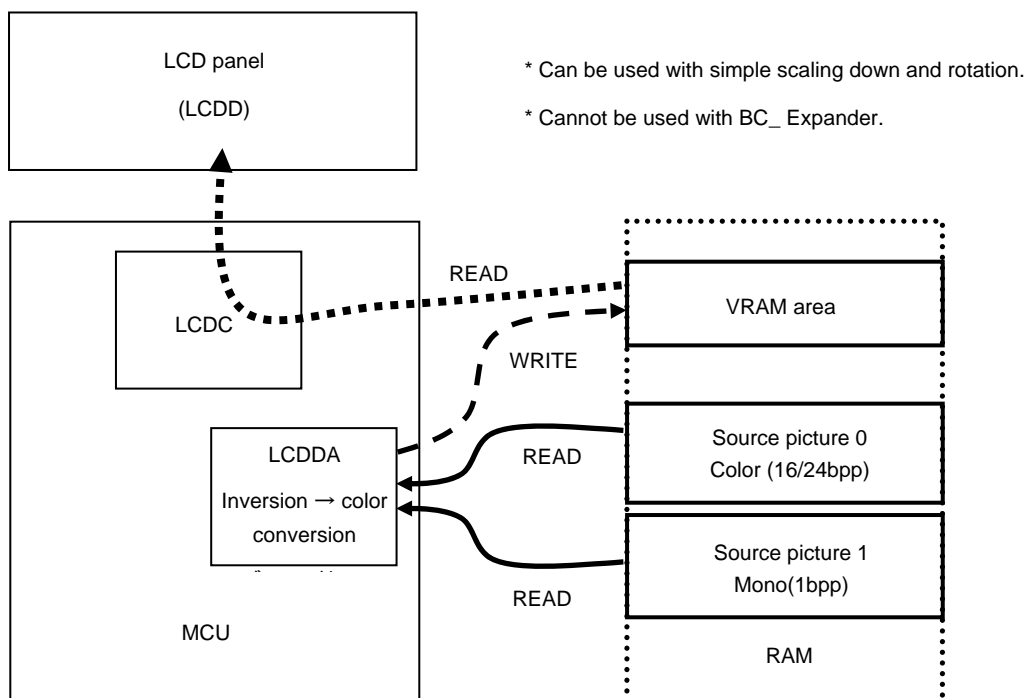 LCD panel
(LCDD)
* Can be used with simple scaling down and rotation.
* Cannot be used with BC_ Expander.
READ
VRAM area
LCDC
WRITE
LCDDA
Inversion → color
conversion
READ
Source picture 0
Color (16/24bpp)
Source picture 1
Mono(1bpp)
READ
MCU
RAM